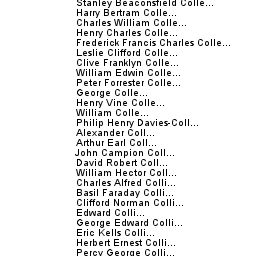 Stanley Beaconsfield Colle...
Harry Bertram Colle...
Charles William Colle...
Henry Charles Colle...
Frederick Francis Charles Colle...
Leslie Clifford Colle...
Clive Franklyn Colle...
William Edwin Colle...
Peter Forrester Colle...
George Colle...
Henry Vine Colle...
William Colle...
Philip Henry Davies-Coll...
Alexander Coll...
Arthur Earl Coll...
John Campion Coll...
David Robert Coll...
William Hector Coll...
Charles Alfred Colli...
Basil Faraday Colli...
Clifford Norman Colli...
Edward Colli...
George Edward Colli...
Eric Kells Colli...
Herbert Ernest Colli...
Percy George Colli...